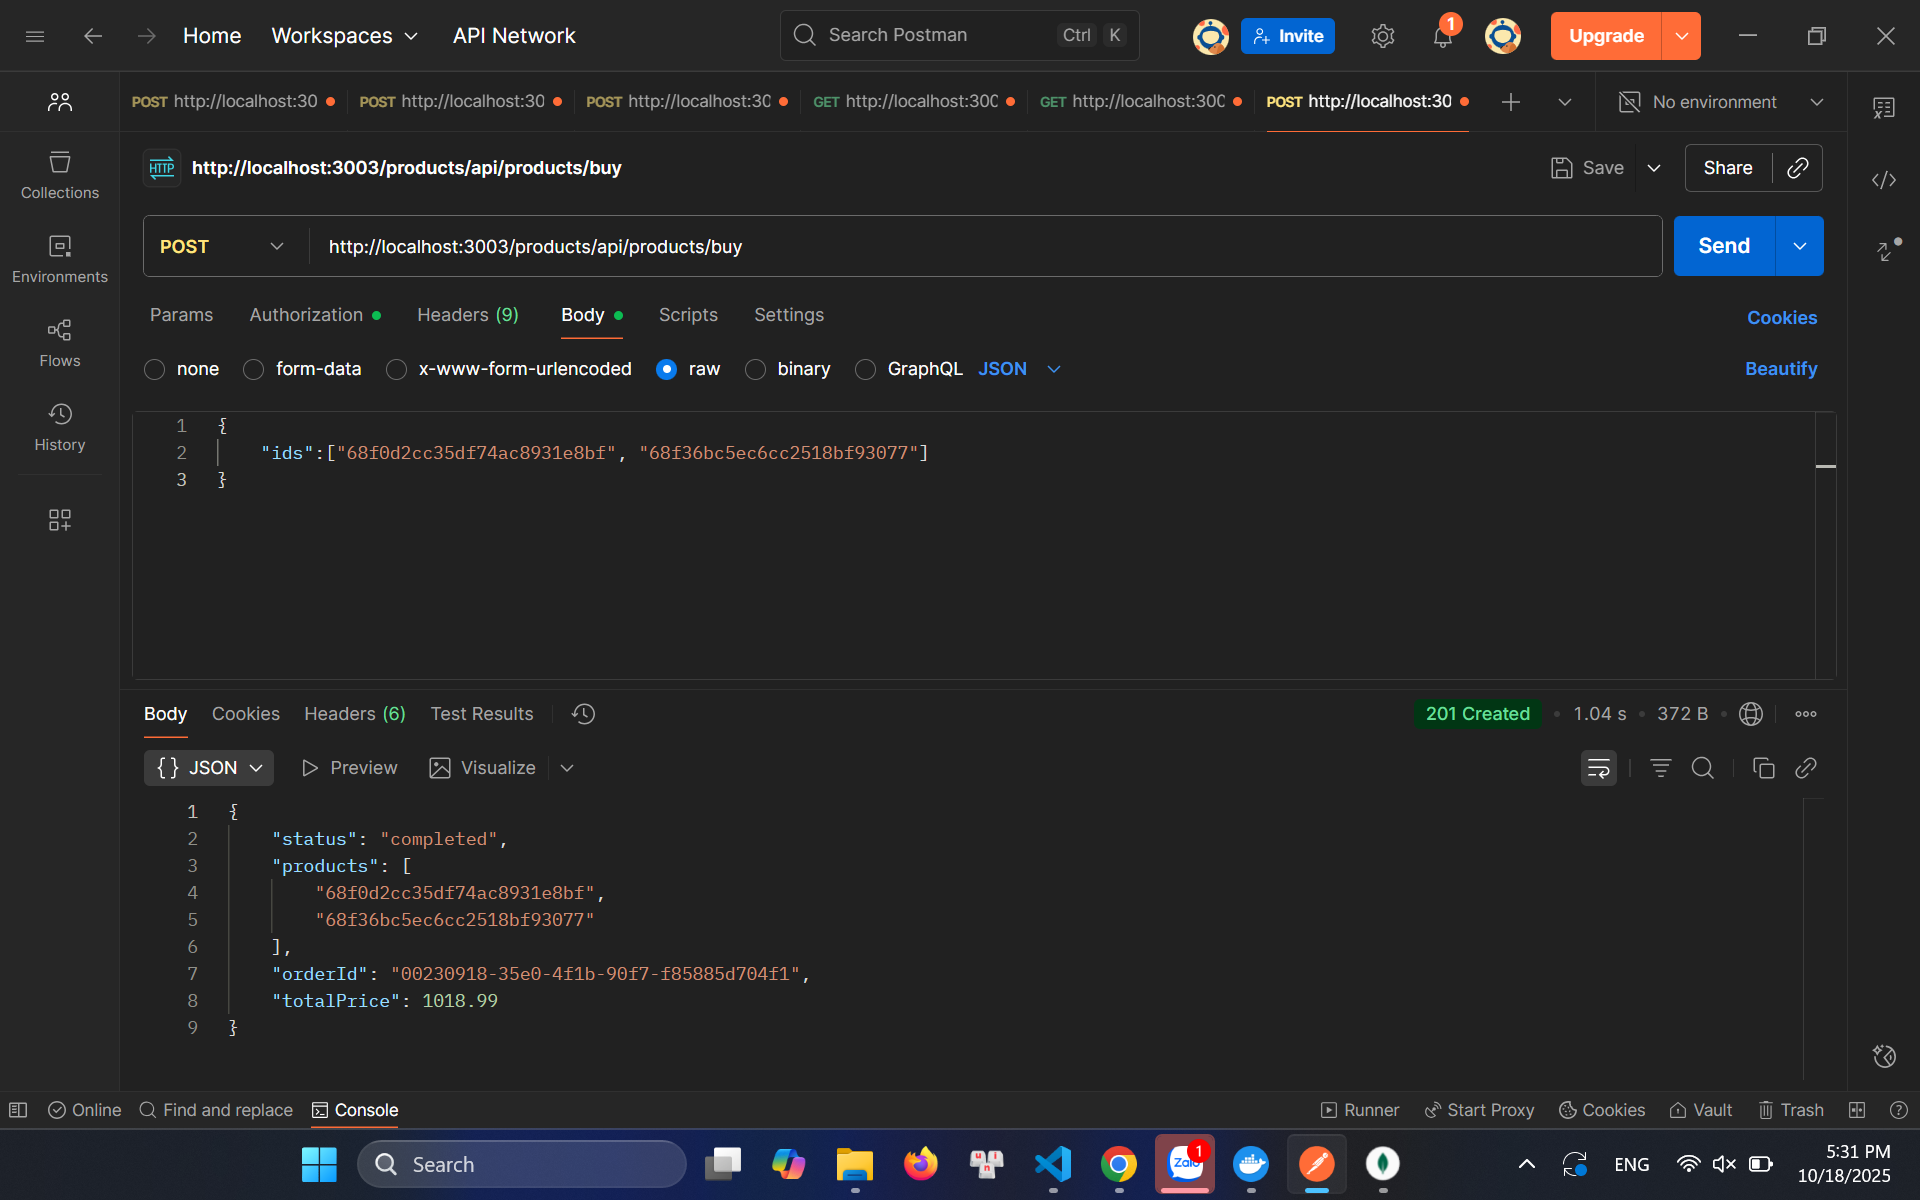 Home Workspaces API Network Search Postman Ctrl K Invite 1 Upgrade
POST http://localhost:30 POST http://localhost:30 POST http://localhost:30 GET http://localhost:300 GET http://localhost:300 POST http://localhost:30 No environment
HTTP http://localhost:3003/products/api/products/buy Save Share
Collections
POST http://localhost:3003/products/api/products/buy Send
Environments
Params Authorization Headers (9) Body Scripts Settings Cookies
Flows
none form-data x-www-form-urlencoded raw binary GraphQL JSON Beautify
History
1 {
2 "ids":["68f0d2cc35df74ac8931e8bf", "68f36bc5ec6cc2518bf93077"]
3 }
Body Cookies Headers (6) Test Results 201 Created 1.04 s 372 B
{} JSON Preview Visualize
1 {
2 "status": "completed",
3 "products": [
4 "68f0d2cc35df74ac8931e8bf",
5 "68f36bc5ec6cc2518bf93077"
6 ],
7 "orderId": "00230918-35e0-4f1b-90f7-f85885d704f1",
8 "totalPrice": 1018.99
9 }
Online Find and replace Console Runner Start Proxy Cookies Vault Trash
Search Zalo 1 ENG 5:31 PM
10/18/2025